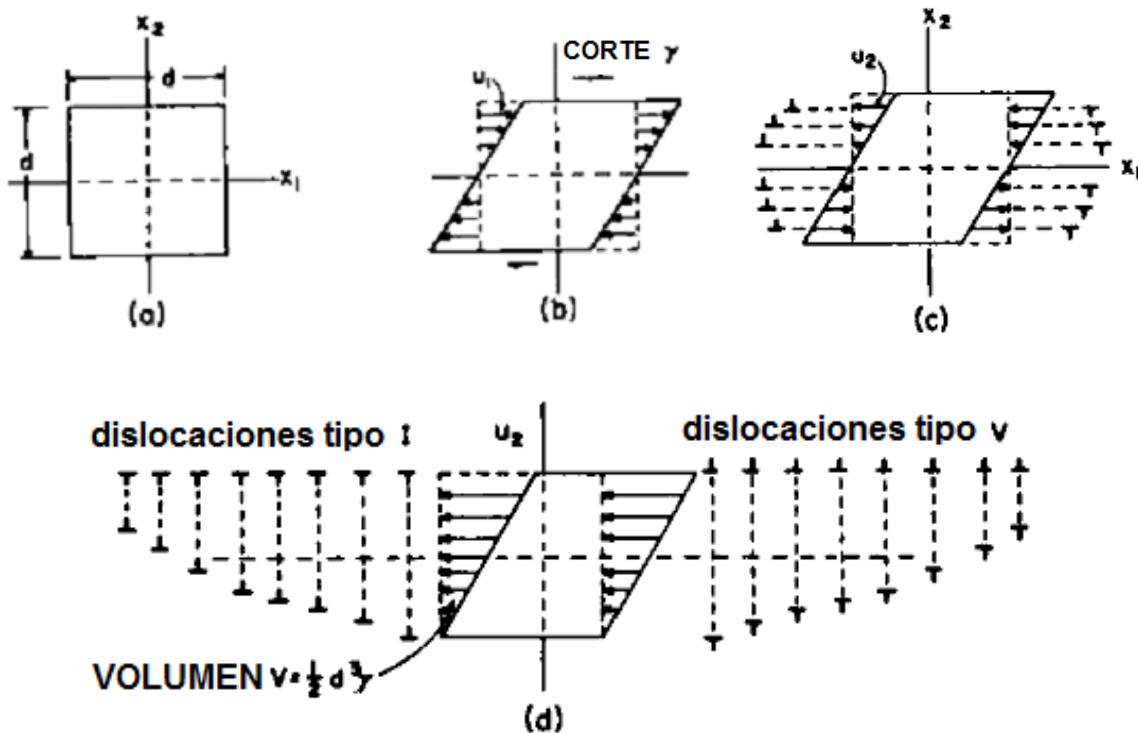 x₂
d
d
x₁
(a)
CORTE γ
u₁
(b)
x₂
u₂
x₁
(c)
dislocaciones tipo I
u₂
dislocaciones tipo V
VOLUMEN V = ½ d³γ
(d)